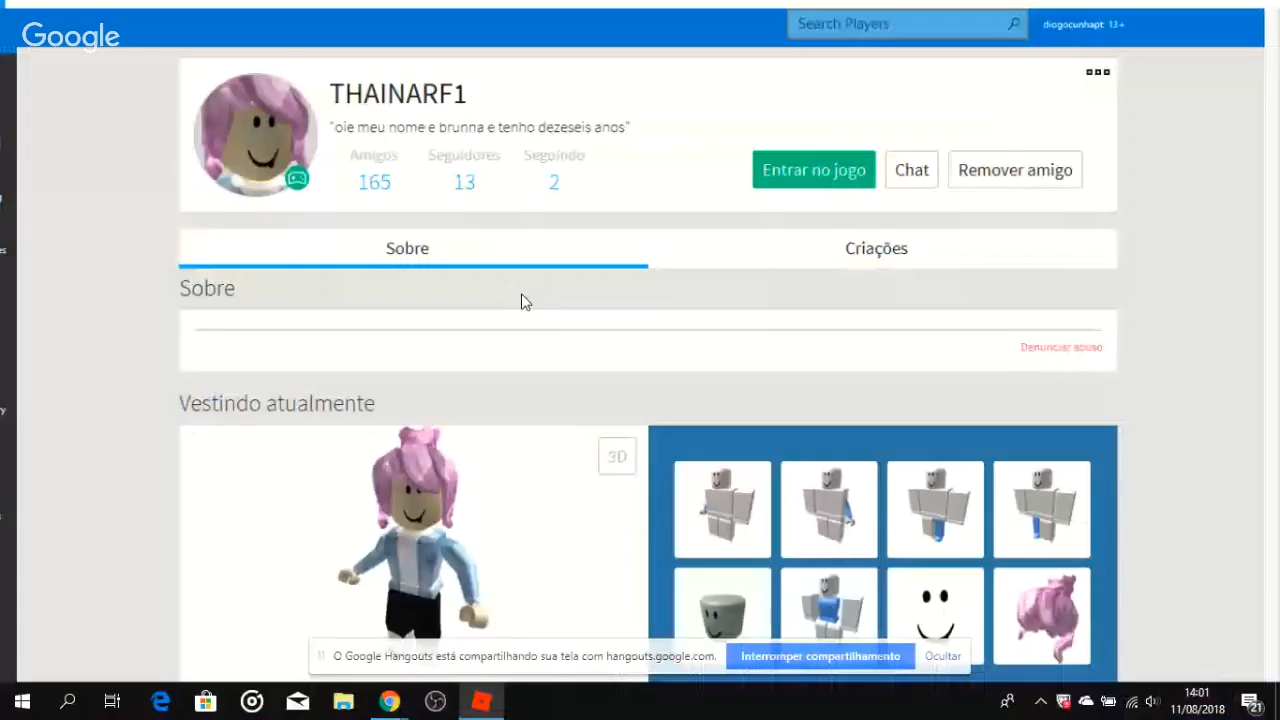 Google
Search Players
diogocunhapt 13+
THAINARF1
"oie meu nome e brunna e tenho dezeseis anos"
Amigos Seguidores Seguindo
165 13 2
Entrar no jogo Chat Remover amigo
Sobre Criações
Sobre
Denunciar abuso
Vestindo atualmente
3D
O Google Hangouts está compartilhando sua tela com hangouts.google.com. Interromper compartilhamento Ocultar
14:01
11/08/2018
21